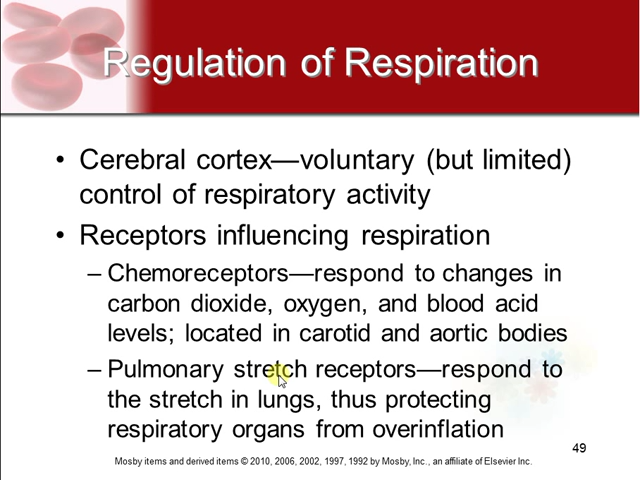 Regulation of Respiration
• Cerebral cortex—voluntary (but limited)
control of respiratory activity
• Receptors influencing respiration
– Chemoreceptors—respond to changes in
carbon dioxide, oxygen, and blood acid
levels; located in carotid and aortic bodies
– Pulmonary stretch receptors—respond to
the stretch in lungs, thus protecting
respiratory organs from overinflation
49
Mosby items and derived items © 2010, 2006, 2002, 1997, 1992 by Mosby, Inc., an affiliate of Elsevier Inc.